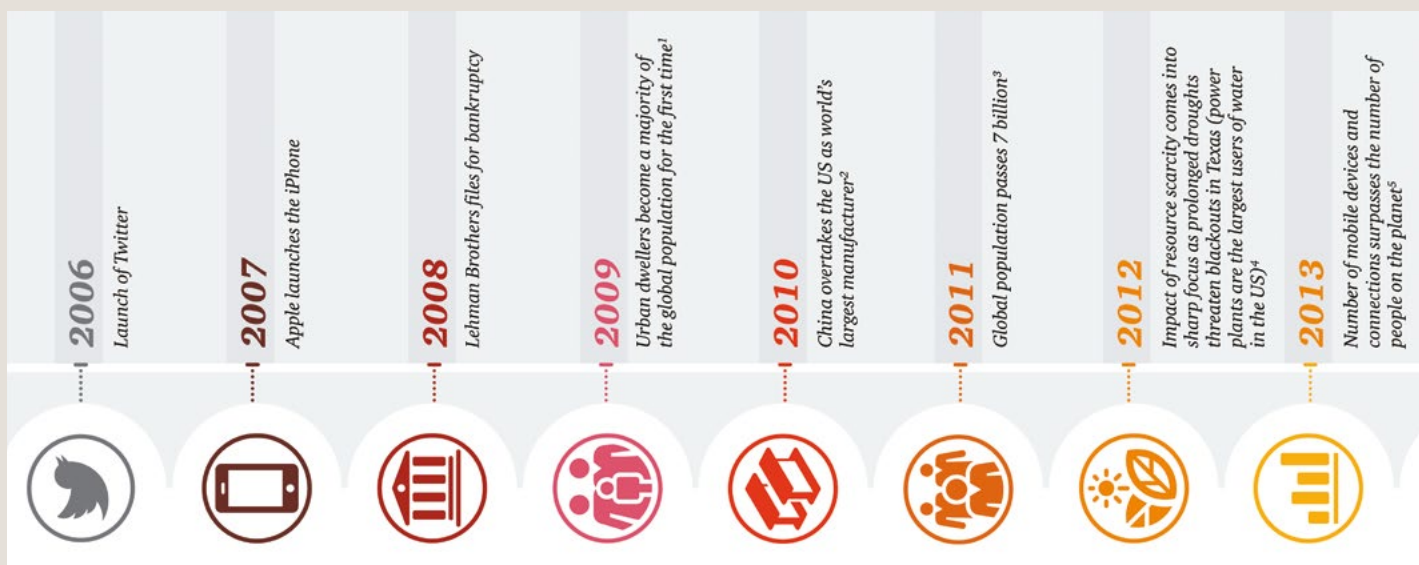 2006
Launch of Twitter
2007
Apple launches the iPhone
2008
Lehman Brothers files for bankruptcy
2009
Urban dwellers become a majority of
the global population for the first time¹
2010
China overtakes the US as world's
largest manufacturer²
2011
Global population passes 7 billion³
2012
Impact of resource scarcity comes into
sharp focus as prolonged droughts
threaten blackouts in Texas (power
plants are the largest users of water
in the US)⁴
2013
Number of mobile devices and
connections surpasses the number of
people on the planet⁵